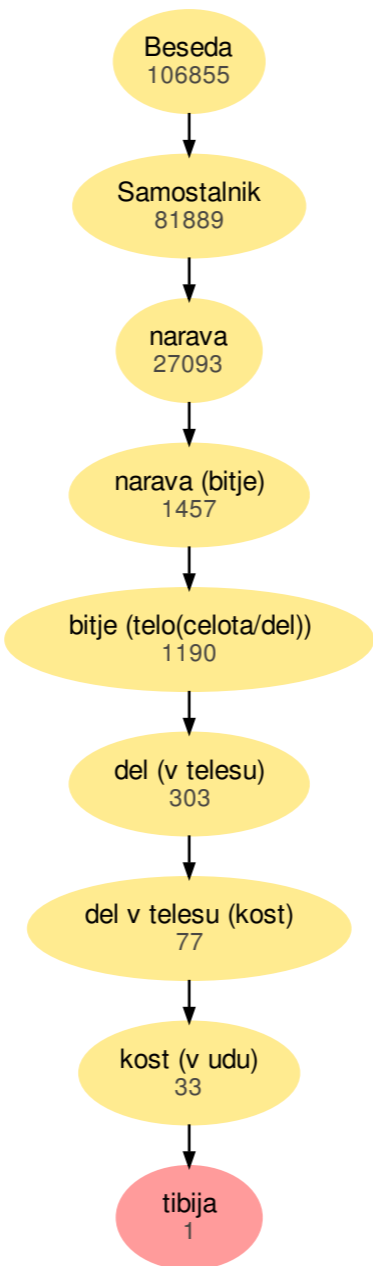 Beseda
106855
Samostalnik
81889
narava
27093
narava (bitje)
1457
bitje (telo(celota/del))
1190
del (v telesu)
303
del v telesu (kost)
77
kost (v udu)
33
tibija
1